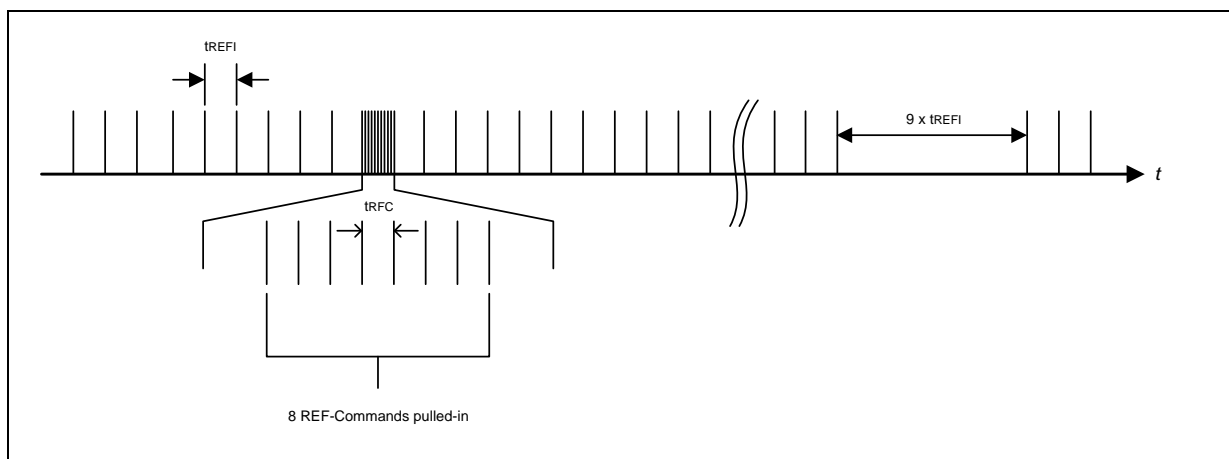 tREFI
9 x tREFI
t
tRFC
8 REF-Commands pulled-in